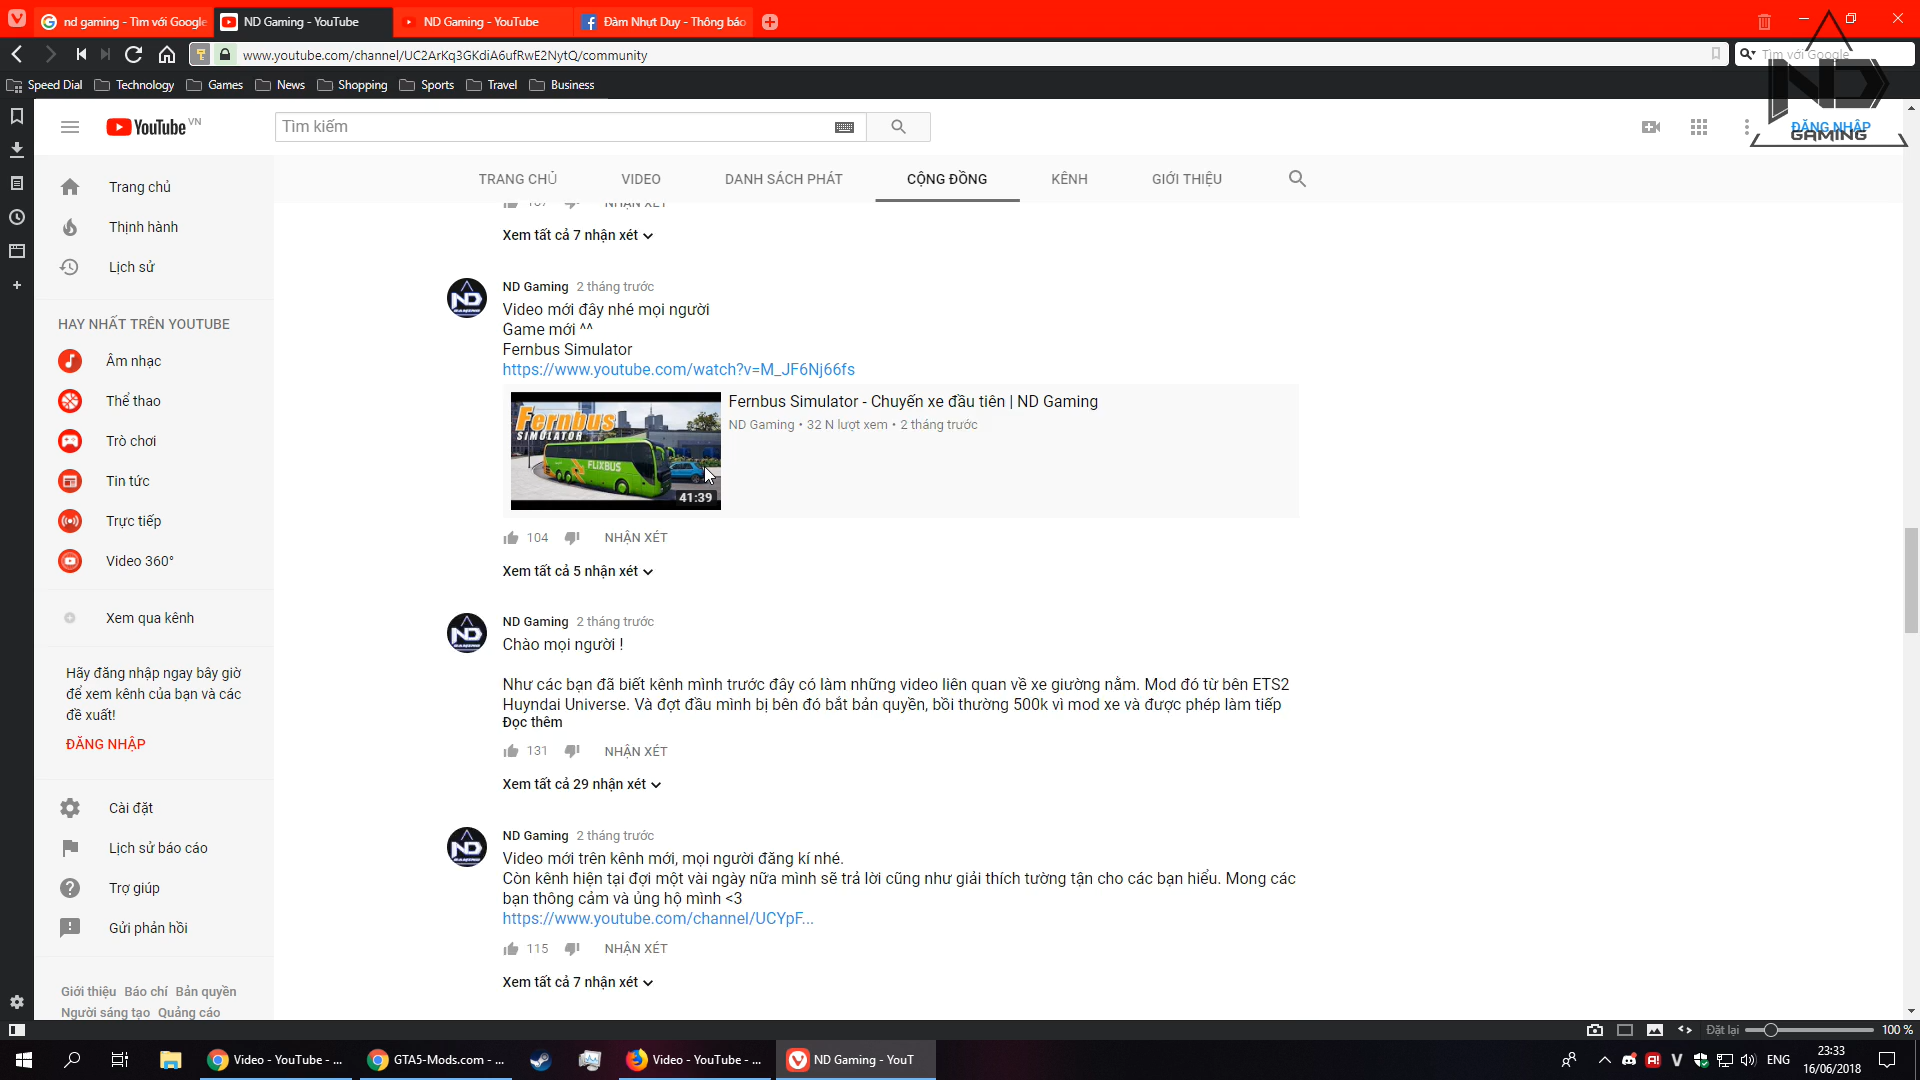 nd gaming - Tìm với Google
ND Gaming - YouTube
ND Gaming - YouTube
Đàm Nhựt Duy - Thông báo
www.youtube.com/channel/UC2ArKq3GKdiA6ufRwE2NytQ/community
Tìm với Google
Speed Dial
Technology
Games
News
Shopping
Sports
Travel
Business
ND
GAMING
YouTube VN
Tìm kiếm
ĐĂNG NHẬP
TRANG CHỦ
VIDEO
DANH SÁCH PHÁT
CỘNG ĐỒNG
KÊNH
GIỚI THIỆU
Trang chủ
Thịnh hành
Lịch sử
HAY NHẤT TRÊN YOUTUBE
Âm nhạc
Thể thao
Trò chơi
Tin tức
Trực tiếp
Video 360°
Xem qua kênh
Hãy đăng nhập ngay bây giờ
để xem kênh của bạn và các
đề xuất!
ĐĂNG NHẬP
Cài đặt
Lịch sử báo cáo
Trợ giúp
Gửi phản hồi
Giới thiệu Báo chí Bản quyền
Người sáng tạo Quảng cáo
NHẬN XÉT
Xem tất cả 7 nhận xét
ND Gaming 2 tháng trước
Video mới đây nhé mọi người
Game mới ^^
Fernbus Simulator
https://www.youtube.com/watch?v=M_JF6Nj66fs
Fernbus
SIMULATOR
FLIXBUS
41:39
Fernbus Simulator - Chuyến xe đầu tiên | ND Gaming
ND Gaming • 32 N lượt xem • 2 tháng trước
104 NHẬN XÉT
Xem tất cả 5 nhận xét
ND Gaming 2 tháng trước
Chào mọi người !
Như các bạn đã biết kênh mình trước đây có làm những video liên quan về xe giường nằm. Mod đó từ bên ETS2
Huyndai Universe. Và đợt đầu mình bị bên đó bắt bản quyền, bồi thường 500k vì mod xe và được phép làm tiếp
Đọc thêm
131 NHẬN XÉT
Xem tất cả 29 nhận xét
ND Gaming 2 tháng trước
Video mới trên kênh mới, mọi người đăng kí nhé.
Còn kênh hiện tại đợi một vài ngày nữa mình sẽ trả lời cũng như giải thích tường tận cho các bạn hiểu. Mong các
bạn thông cảm và ủng hộ mình <3
https://www.youtube.com/channel/UCYpF...
115 NHẬN XÉT
Xem tất cả 7 nhận xét
Đặt lại
100 %
Video - YouTube - ...
GTA5-Mods.com - ...
Video - YouTube - ...
ND Gaming - YouT
ENG
23:33
16/06/2018